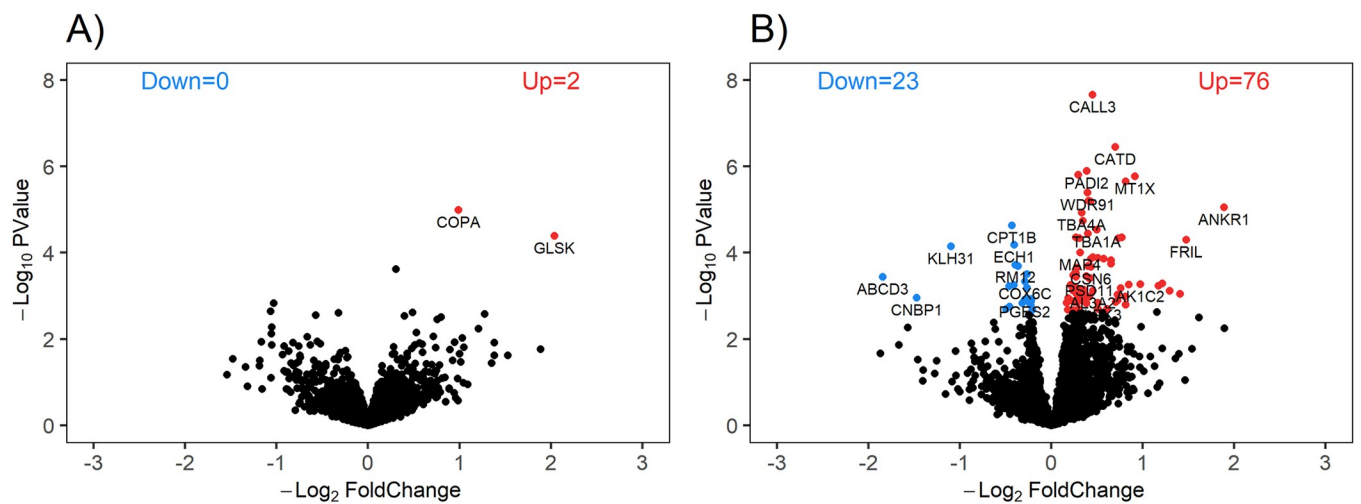 A)
Down=0
Up=2
8
6
4
2
0
COPA
GLSK
-3
-2
-1
0
1
2
3
−Log10 PValue
−Log2 FoldChange
B)
Down=23
Up=76
8
6
4
2
0
CALL3
CATD
PADI2
MT1X
WDR91
ANKR1
TBA4A
CPT1B
TBA1A
FRIL
KLH31
ECH1
MAP4
RM12
CSN6
ABCD3
COX6C
PSD11
AK1C2
CNBP1
PGES2
AL3A2
-3
-2
-1
0
1
2
3
−Log10 PValue
−Log2 FoldChange